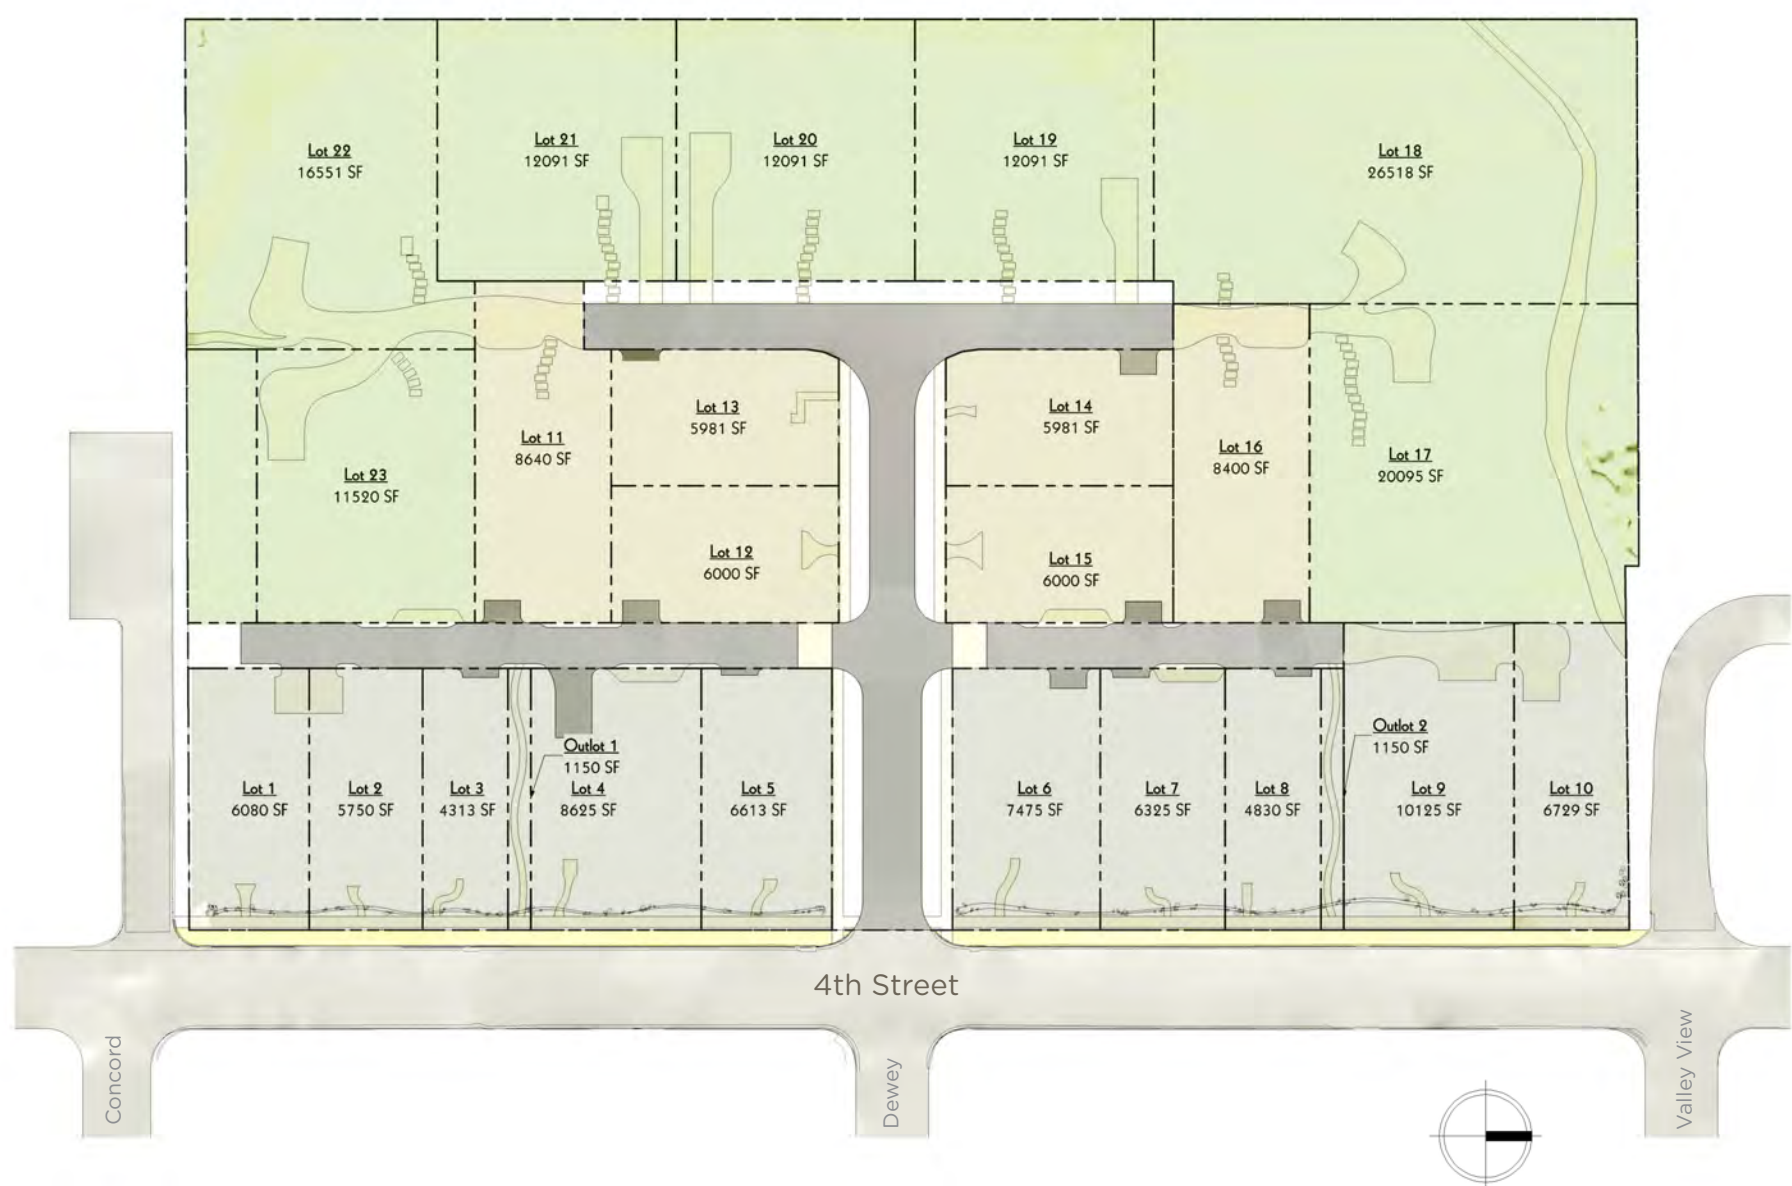 Lot 22
16551 SF
Lot 21
12091 SF
Lot 20
12091 SF
Lot 19
12091 SF
Lot 18
26518 SF
Lot 23
11520 SF
Lot 11
8640 SF
Lot 13
5981 SF
Lot 12
6000 SF
Lot 14
5981 SF
Lot 15
6000 SF
Lot 16
8400 SF
Lot 17
20095 SF
Outlot 1
1150 SF
Outlot 2
1150 SF
Lot 1
6080 SF
Lot 2
5750 SF
Lot 3
4313 SF
Lot 4
8625 SF
Lot 5
6613 SF
Lot 6
7475 SF
Lot 7
6325 SF
Lot 8
4830 SF
Lot 9
10125 SF
Lot 10
6729 SF
4th Street
Concord
Dewey
Valley View